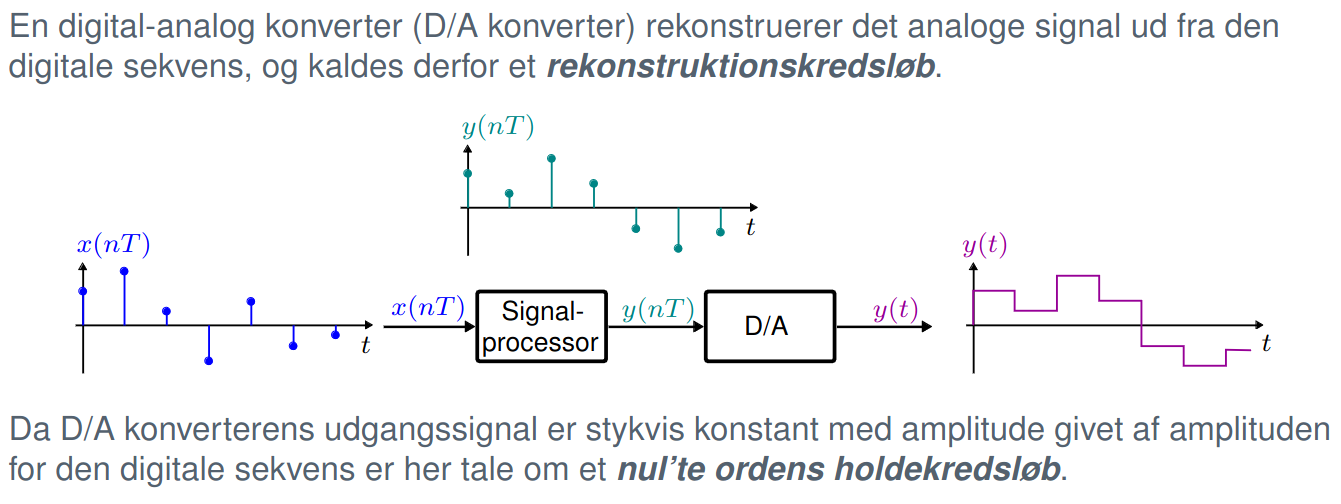 En digital-analog konverter (D/A konverter) rekonstruerer det analoge signal ud fra den
digitale sekvens, og kaldes derfor et rekonstruktionskredsløb.
y(nT)
t
x(nT)
t
x(nT)
Signal-
processor
y(nT)
D/A
y(t)
y(t)
t
Da D/A konverterens udgangssignal er stykvis konstant med amplitude givet af amplituden
for den digitale sekvens er her tale om et nul'te ordens holdekredsløb.